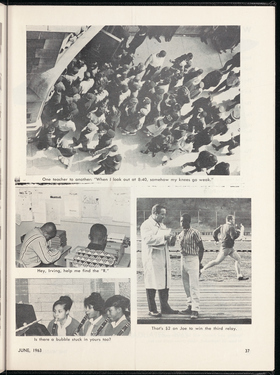 One teacher to another, "When I look out at 3:42, somehow my knees go weak."
Hey, Irving, help me find the "R."
That's $2 on Joe to win the third relay.
Is there a bubble stuck to yours too?
JUNE, 1965
37